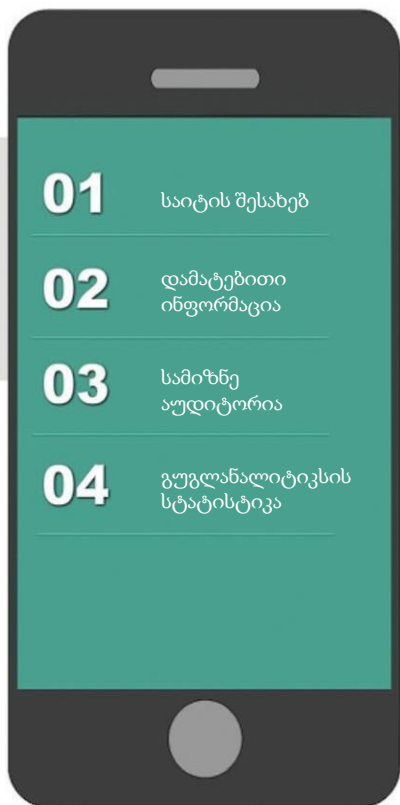 01 საიტის შესახებ
02 დამატებითი
ინფორმაცია
03 სამიზნე
აუდიტორია
04 გუგლანალიტიკსის
სტატისტიკა